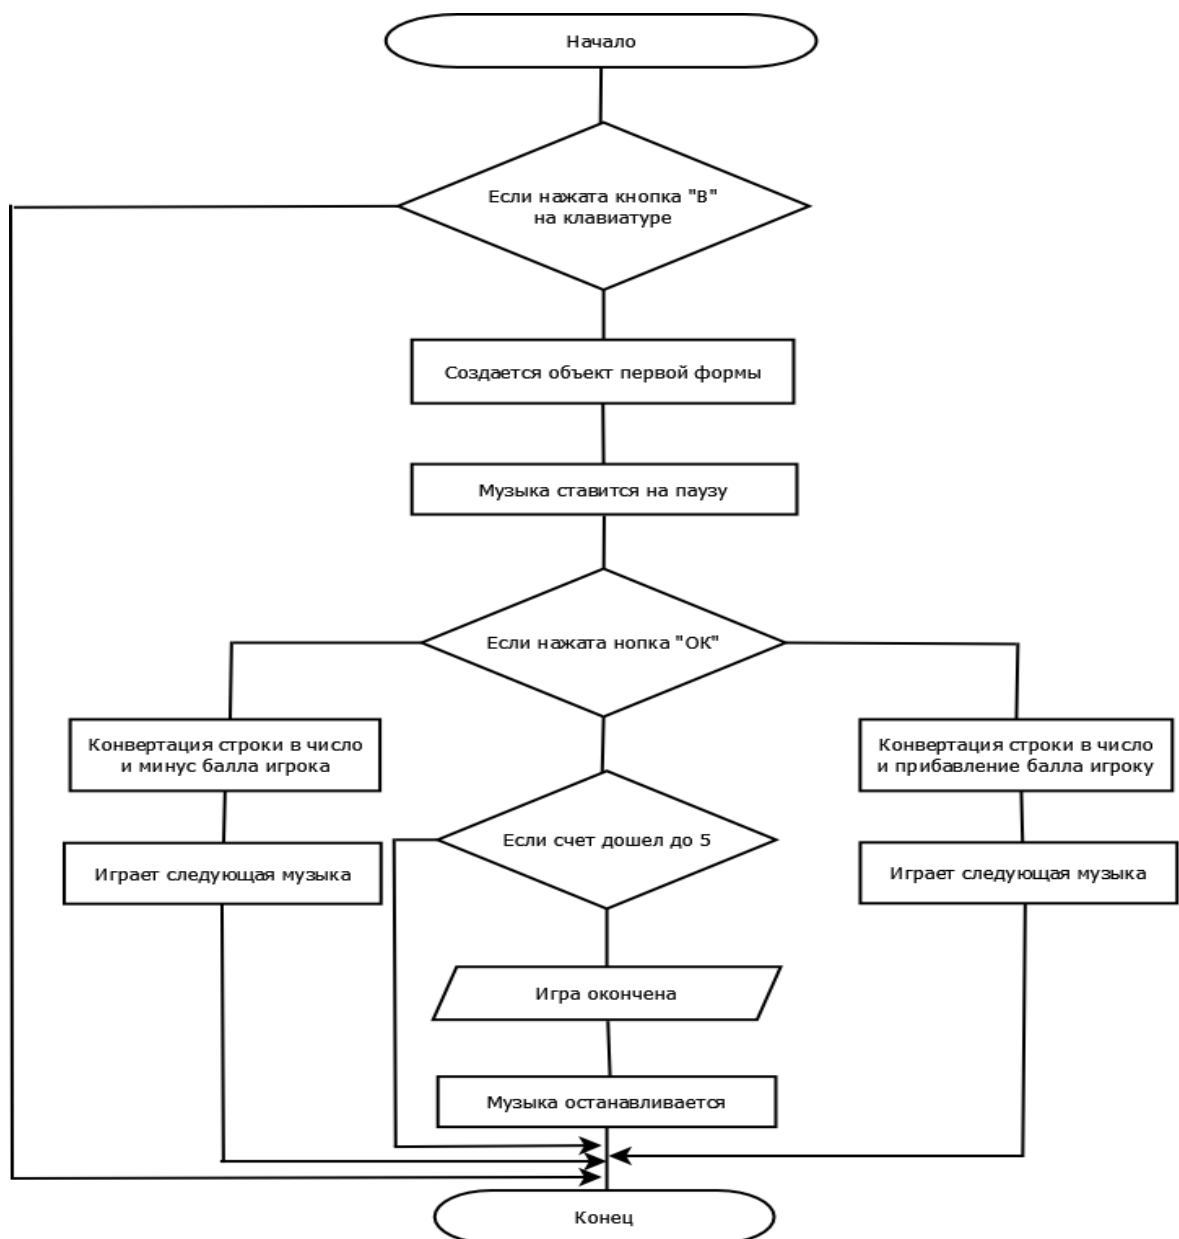 Начало
Если нажата кнопка "В"
на клавиатуре
Создается объект первой формы
Музыка ставится на паузу
Если нажата нопка "ОК"
Конвертация строки в число
и минус балла игрока
Конвертация строки в число
и прибавление балла игроку
Если счет дошел до 5
Играет следующая музыка
Играет следующая музыка
Игра окончена
Музыка останавливается
Конец